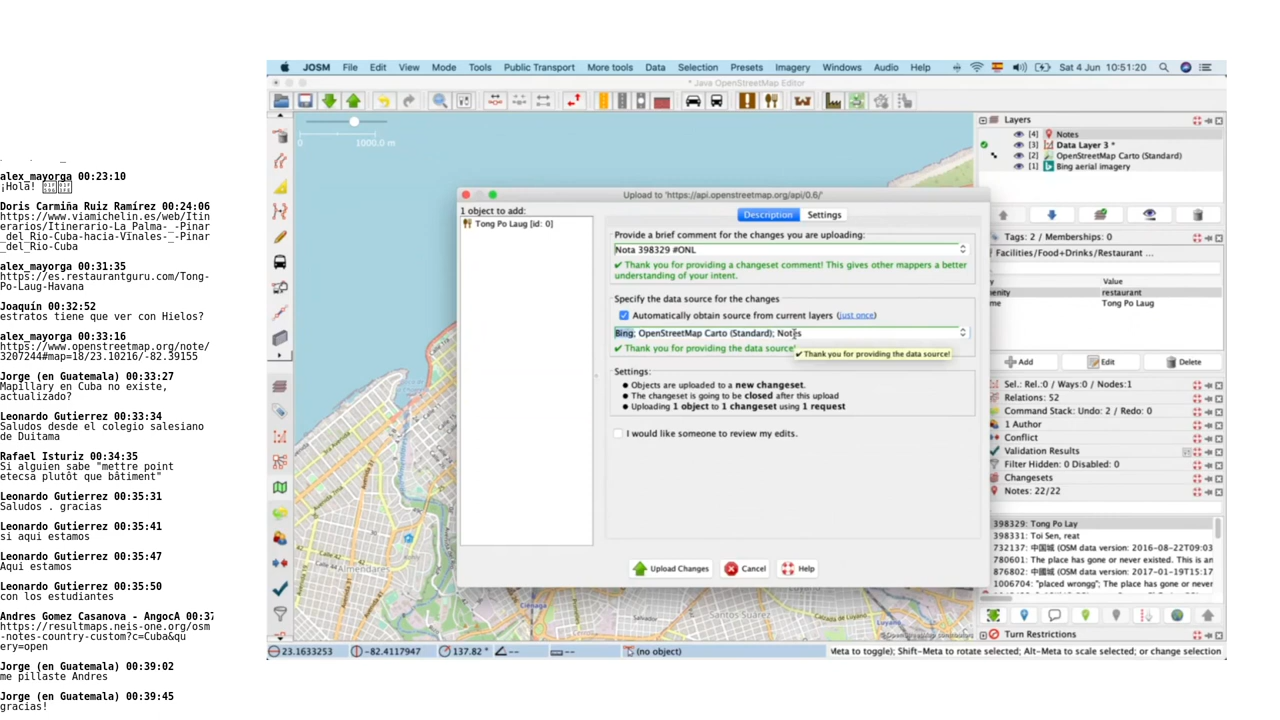 alex_mayorga 00:23:10
¡Hola!
Doris Carmiña Ruiz Ramírez 00:24:06
https://www.viamichelin.es/web/Itin
erarios/Itinerario-La_Palma-_-Pinar
_del_Rio-Cuba-hacia-Vinales-_-Pinar
_del_Rio-Cuba
alex_mayorga 00:31:35
https://es.restaurantguru.com/Tong-
Po-Laug-Havana
Joaquín 00:32:52
estratos tiene que ver con Hielos?
alex_mayorga 00:33:16
https://www.openstreetmap.org/note/
3207244#map=18/23.10216/-82.39155
Jorge (en Guatemala) 00:33:27
Mapillary en Cuba no existe,
actualizado?
Leonardo Gutierrez 00:33:34
Saludos desde el colegio salesiano
de Duitama
Rafael Isturiz 00:34:35
Si alguien sabe "mettre point
etecsa plutôt que bâtiment"
Leonardo Gutierrez 00:35:31
Saludos . gracias
Leonardo Gutierrez 00:35:41
si aqui estamos
Leonardo Gutierrez 00:35:47
Aqui estamos
Leonardo Gutierrez 00:35:50
con los estudiantes
Andres Gomez Casanova - AngocA 00:37
https://resultmaps.neis-one.org/osm
-notes-country-custom?c=Cuba&qu
ery=open
Jorge (en Guatemala) 00:39:02
me pillaste Andres
Jorge (en Guatemala) 00:39:45
gracias!
JOSM File Edit View Mode Tools Public Transport More tools Data Selection Presets Imagery Windows Audio Help Sat 4 Jun 10:51:20
* Java OpenStreetMap Editor
0 1000.0 m
Upload to 'https://api.openstreetmap.org/api/0.6/'
1 object to add:
Tong Po Laug [id: 0]
Description Settings
Provide a brief comment for the changes you are uploading:
Nota 398329 #ONL
✔ Thank you for providing a changeset comment! This gives other mappers a better
understanding of your intent.
Specify the data source for the changes
Automatically obtain source from current layers (just once)
Bing; OpenStreetMap Carto (Standard); Notes
✔ Thank you for providing the data source!
✔ Thank you for providing the data source!
Settings:
● Objects are uploaded to a new changeset.
● The changeset is going to be closed after this upload
● Uploading 1 object to 1 changeset using 1 request
I would like someone to review my edits.
Upload Changes Cancel Help
Layers
[4] Notes
[3] Data Layer 3 *
[2] OpenStreetMap Carto (Standard)
[1] Bing aerial imagery
Tags: 2 / Memberships: 0
Facilities/Food+Drinks/Restaurant ...
y Value
enity restaurant
me Tong Po Laug
Add Edit Delete
Sel.: Rel.:0 / Ways:0 / Nodes:1
Relations: 52
Command Stack: Undo: 2 / Redo: 0
1 Author
Conflict
Validation Results
Filter Hidden: 0 Disabled: 0
Changesets
Notes: 22/22
398329: Tong Po Lay
398331: Toi Sen, reat
732137: 中国城 (OSM data version: 2016-08-22T09:03
780601: The place has gone or never existed. This is an
876802: 中國城 (OSM data version: 2017-01-19T15:17
1006704: "placed wrongg"; The place has gone or never
Turn Restrictions
Almendares
Ciénaga
Santos Suárez
Luyanó
23.1633253 -82.4117947 137.82 ° -- -- (no object) Meta to toggle); Shift-Meta to rotate selected; Alt-Meta to scale selected; or change selection